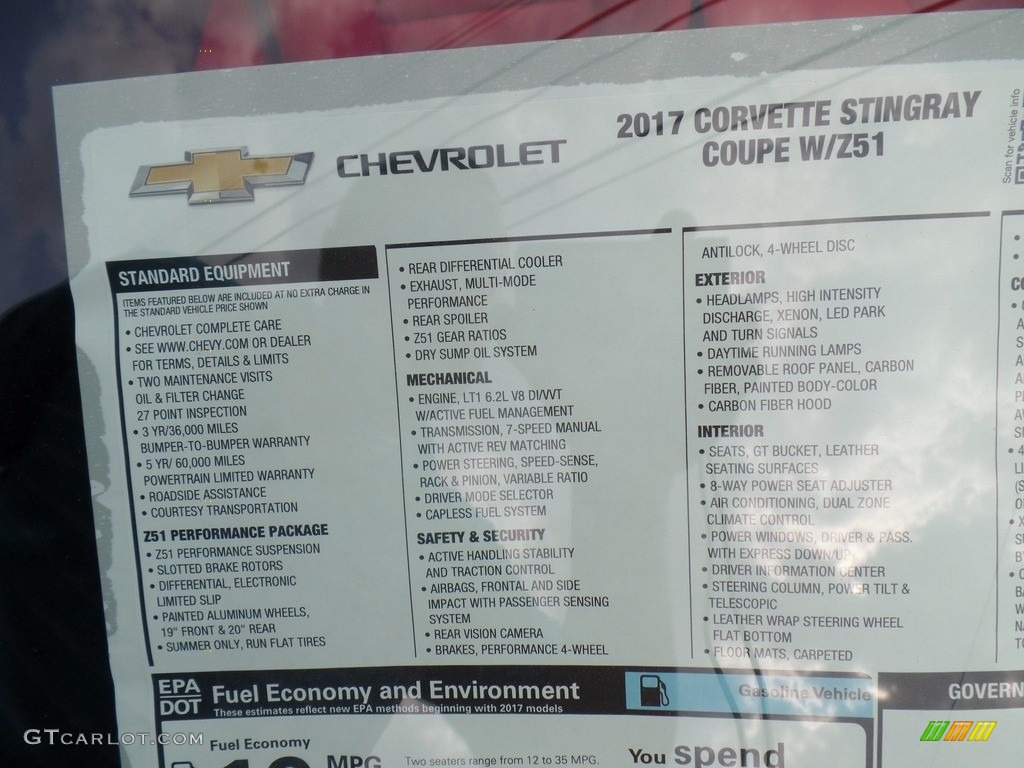 CHEVROLET
2017 CORVETTE STINGRAY
COUPE W/Z51
Scan for vehicle info
STANDARD EQUIPMENT
ITEMS FEATURED BELOW ARE INCLUDED AT NO EXTRA CHARGE IN
THE STANDARD VEHICLE PRICE SHOWN
• CHEVROLET COMPLETE CARE
• SEE WWW.CHEVY.COM OR DEALER
FOR TERMS, DETAILS & LIMITS
• TWO MAINTENANCE VISITS
OIL & FILTER CHANGE
27 POINT INSPECTION
• 3 YR/36,000 MILES
BUMPER-TO-BUMPER WARRANTY
• 5 YR/ 60,000 MILES
POWERTRAIN LIMITED WARRANTY
• ROADSIDE ASSISTANCE
• COURTESY TRANSPORTATION
Z51 PERFORMANCE PACKAGE
• Z51 PERFORMANCE SUSPENSION
• SLOTTED BRAKE ROTORS
• DIFFERENTIAL, ELECTRONIC
LIMITED SLIP
• PAINTED ALUMINUM WHEELS,
19" FRONT & 20" REAR
• SUMMER ONLY, RUN FLAT TIRES
• REAR DIFFERENTIAL COOLER
• EXHAUST, MULTI-MODE
PERFORMANCE
• REAR SPOILER
• Z51 GEAR RATIOS
• DRY SUMP OIL SYSTEM
MECHANICAL
• ENGINE, LT1 6.2L V8 DI/VVT
W/ACTIVE FUEL MANAGEMENT
• TRANSMISSION, 7-SPEED MANUAL
WITH ACTIVE REV MATCHING
• POWER STEERING, SPEED-SENSE,
RACK & PINION, VARIABLE RATIO
• DRIVER MODE SELECTOR
• CAPLESS FUEL SYSTEM
SAFETY & SECURITY
• ACTIVE HANDLING STABILITY
AND TRACTION CONTROL
• AIRBAGS, FRONTAL AND SIDE
IMPACT WITH PASSENGER SENSING
SYSTEM
• REAR VISION CAMERA
• BRAKES, PERFORMANCE 4-WHEEL
ANTILOCK, 4-WHEEL DISC
EXTERIOR
• HEADLAMPS, HIGH INTENSITY
DISCHARGE, XENON, LED PARK
AND TURN SIGNALS
• DAYTIME RUNNING LAMPS
• REMOVABLE ROOF PANEL, CARBON
FIBER, PAINTED BODY-COLOR
• CARBON FIBER HOOD
INTERIOR
• SEATS, GT BUCKET, LEATHER
SEATING SURFACES
• 8-WAY POWER SEAT ADJUSTER
• AIR CONDITIONING, DUAL ZONE
CLIMATE CONTROL
• POWER WINDOWS, DRIVER & PASS.
WITH EXPRESS DOWN/UP
• DRIVER INFORMATION CENTER
• STEERING COLUMN, POWER TILT &
TELESCOPIC
• LEATHER WRAP STEERING WHEEL
FLAT BOTTOM
• FLOOR MATS, CARPETED
EPA
DOT
Fuel Economy and Environment
These estimates reflect new EPA methods beginning with 2017 models
Gasoline Vehicle
GOVERN
Fuel Economy
MPG
Two seaters range from 12 to 35 MPG.
You spend
GTCARLOT.COM